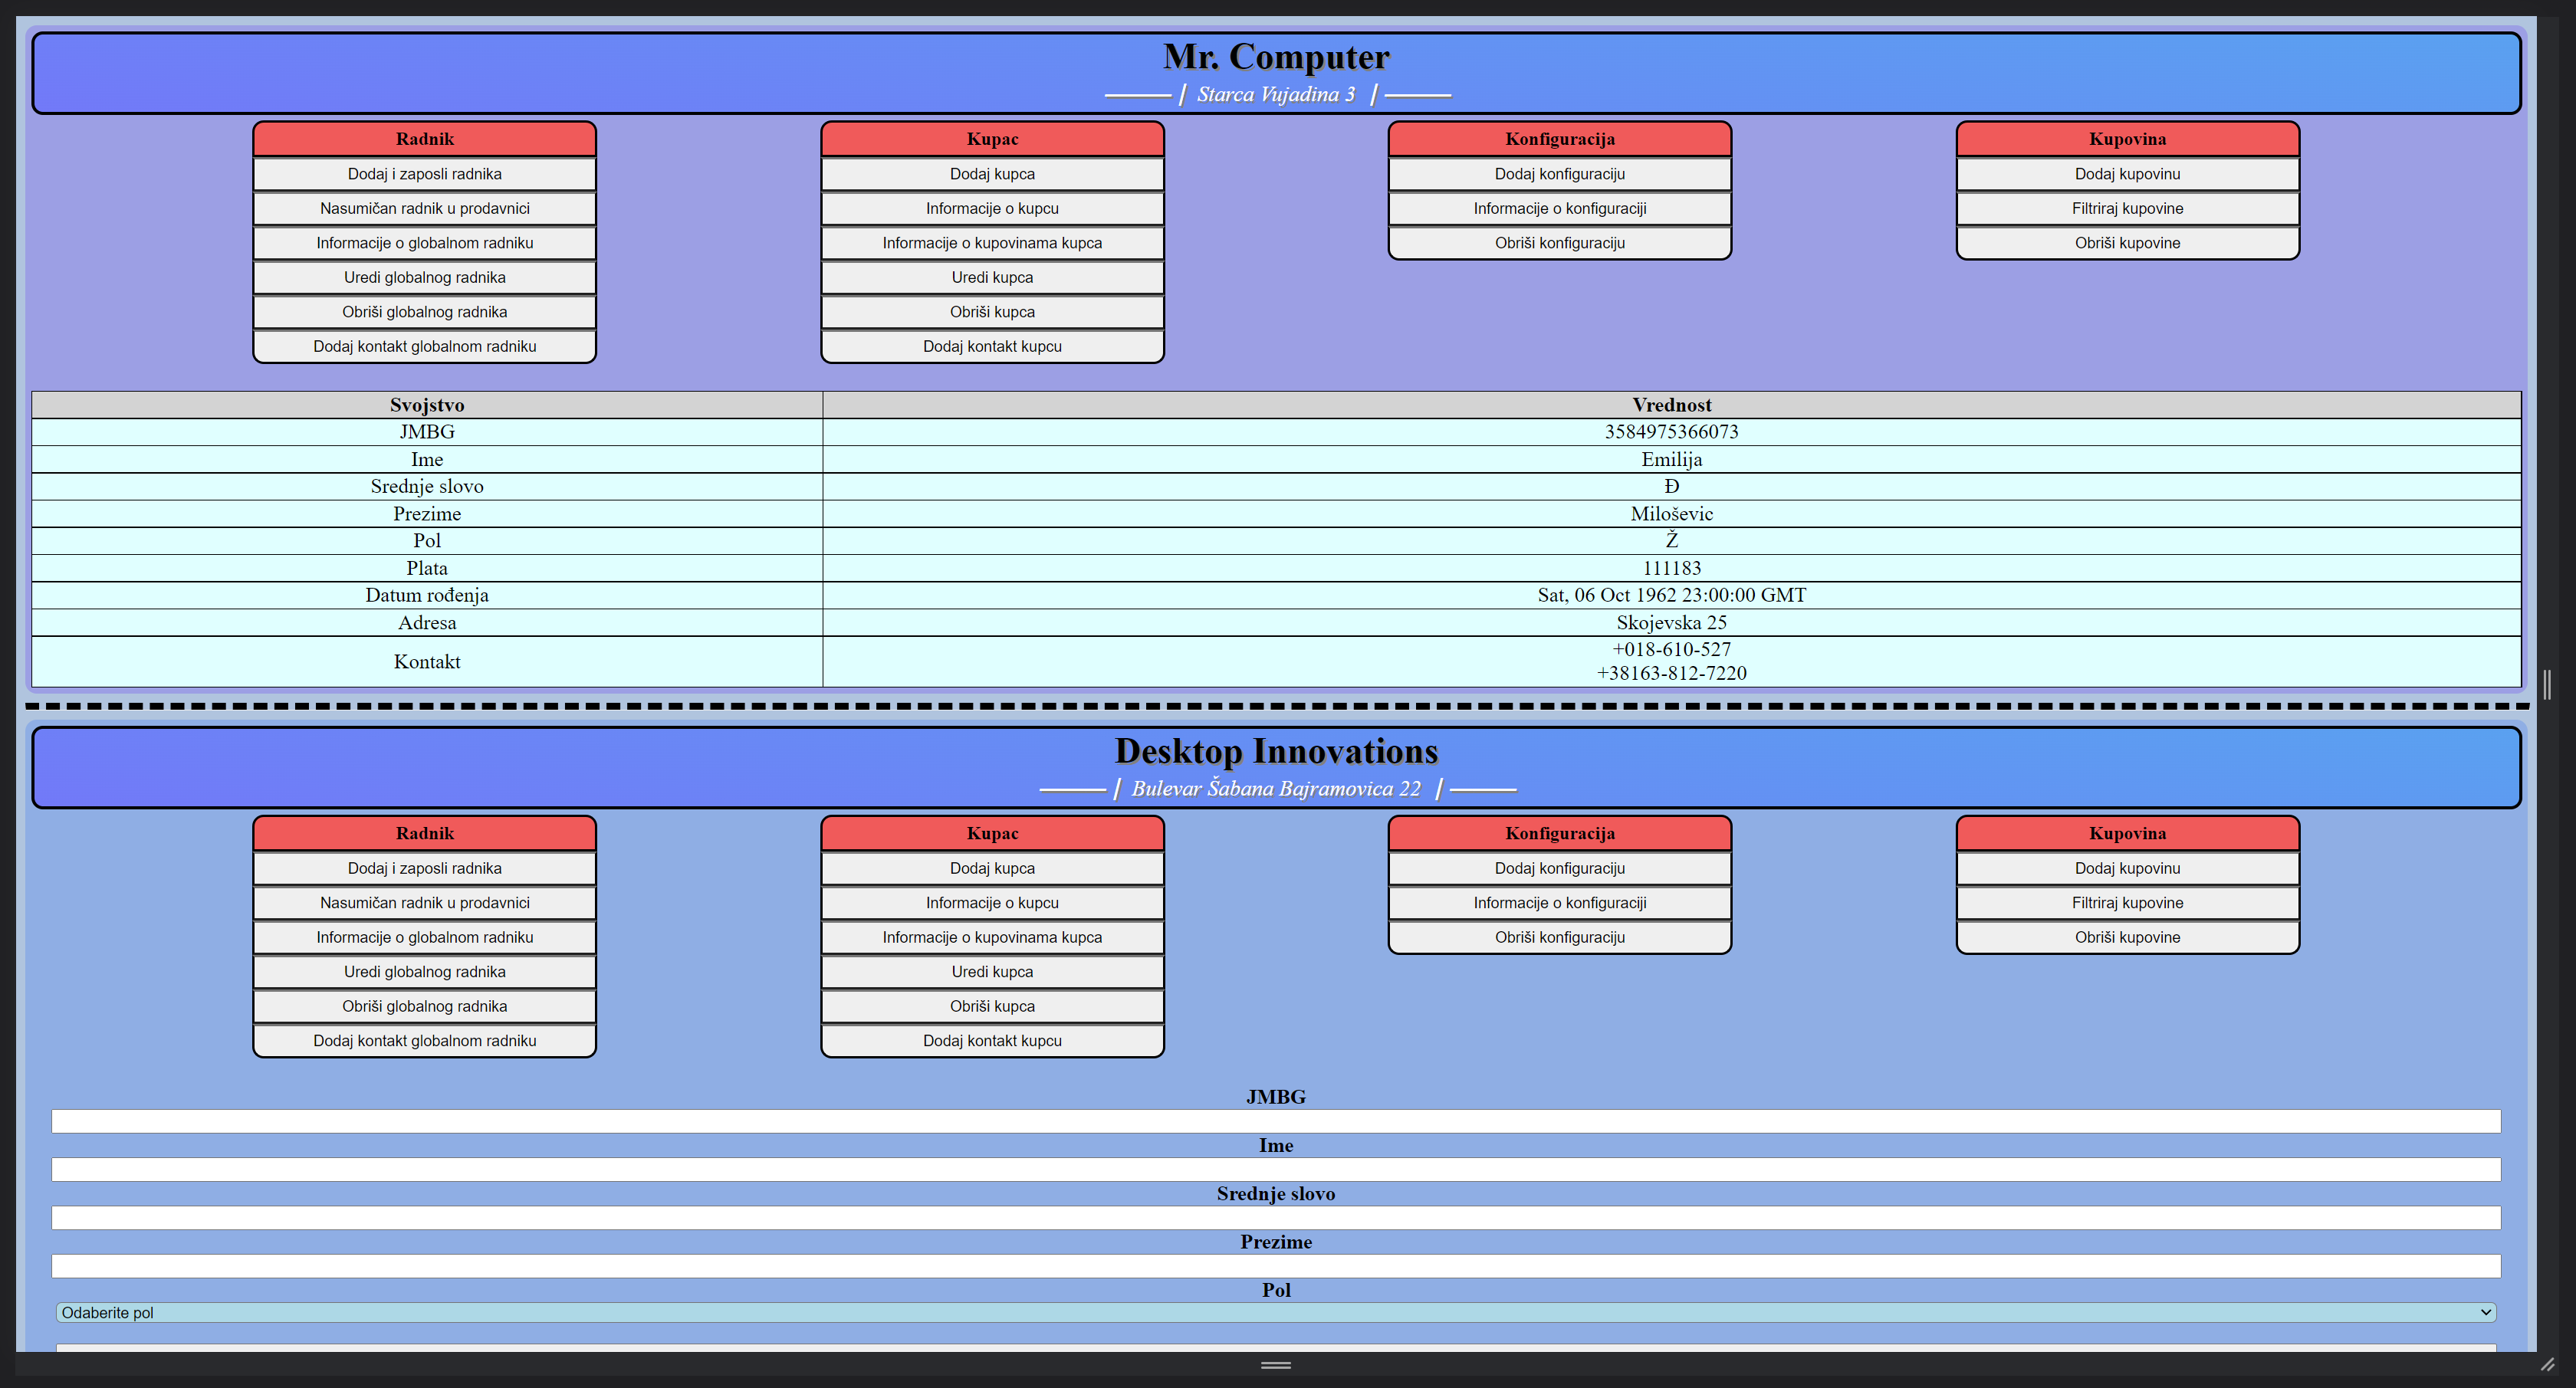 Mr. Computer
Starca Vujadina 3
Radnik
Dodaj i zaposli radnika
Nasumičan radnik u prodavnici
Informacije o globalnom radniku
Uredi globalnog radnika
Obriši globalnog radnika
Dodaj kontakt globalnom radniku
Kupac
Dodaj kupca
Informacije o kupcu
Informacije o kupovinama kupca
Uredi kupca
Obriši kupca
Dodaj kontakt kupcu
Konfiguracija
Dodaj konfiguraciju
Informacije o konfiguraciji
Obriši konfiguraciju
Kupovina
Dodaj kupovinu
Filtriraj kupovine
Obriši kupovine
Svojstvo Vrednost
JMBG 3584975366073
Ime Emilija
Srednje slovo Đ
Prezime Miloševic
Pol Ž
Plata 111183
Datum rođenja Sat, 06 Oct 1962 23:00:00 GMT
Adresa Skojevska 25
Kontakt +018-610-527
+38163-812-7220
Desktop Innovations
Bulevar Šabana Bajramovica 22
Radnik
Dodaj i zaposli radnika
Nasumičan radnik u prodavnici
Informacije o globalnom radniku
Uredi globalnog radnika
Obriši globalnog radnika
Dodaj kontakt globalnom radniku
Kupac
Dodaj kupca
Informacije o kupcu
Informacije o kupovinama kupca
Uredi kupca
Obriši kupca
Dodaj kontakt kupcu
Konfiguracija
Dodaj konfiguraciju
Informacije o konfiguraciji
Obriši konfiguraciju
Kupovina
Dodaj kupovinu
Filtriraj kupovine
Obriši kupovine
JMBG
Ime
Srednje slovo
Prezime
Pol
Odaberite pol